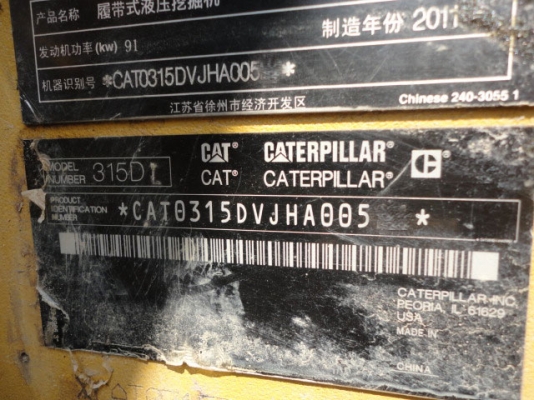 产品名称 履带式液压挖掘机
制造年份 2011
发动机功率(kw) 91
机器识别号 *CAT0315DVJHA005 *
江苏省徐州市经济开发区
Chinese 240-3055 1
MODEL NUMBER 315D
CAT® CATERPILLAR®
CAT® CATERPILLAR®
C
PRODUCT
IDENTIFICATION
NUMBER
*CAT0315DVJHA005 *
CATERPILLAR INC.
PEORIA, IL 61629
USA
MADE IN
CHINA